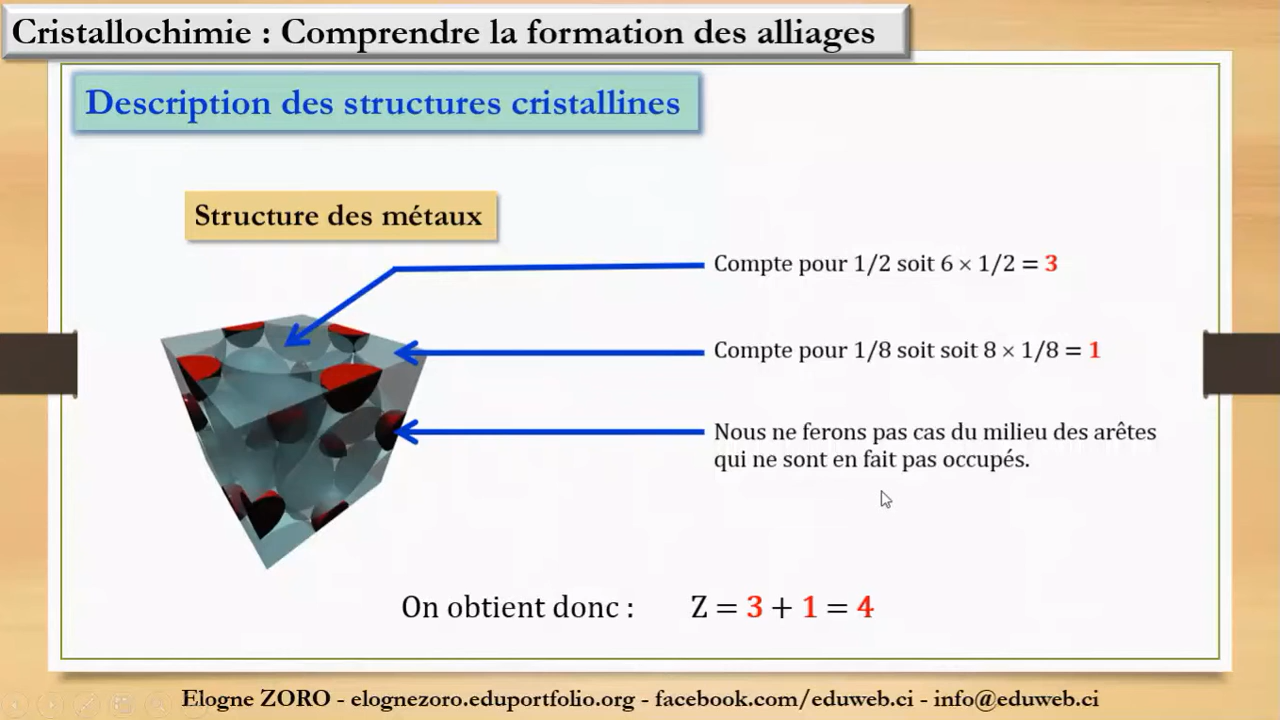 Cristallochimie : Comprendre la formation des alliages
Description des structures cristallines
Structure des métaux
Compte pour 1/2 soit 6 × 1/2 = 3
Compte pour 1/8 soit soit 8 × 1/8 = 1
Nous ne ferons pas cas du milieu des arêtes
qui ne sont en fait pas occupés.
On obtient donc : Z = 3 + 1 = 4
Elogne ZORO - elognezoro.eduportfolio.org - facebook.com/eduweb.ci - info@eduweb.ci